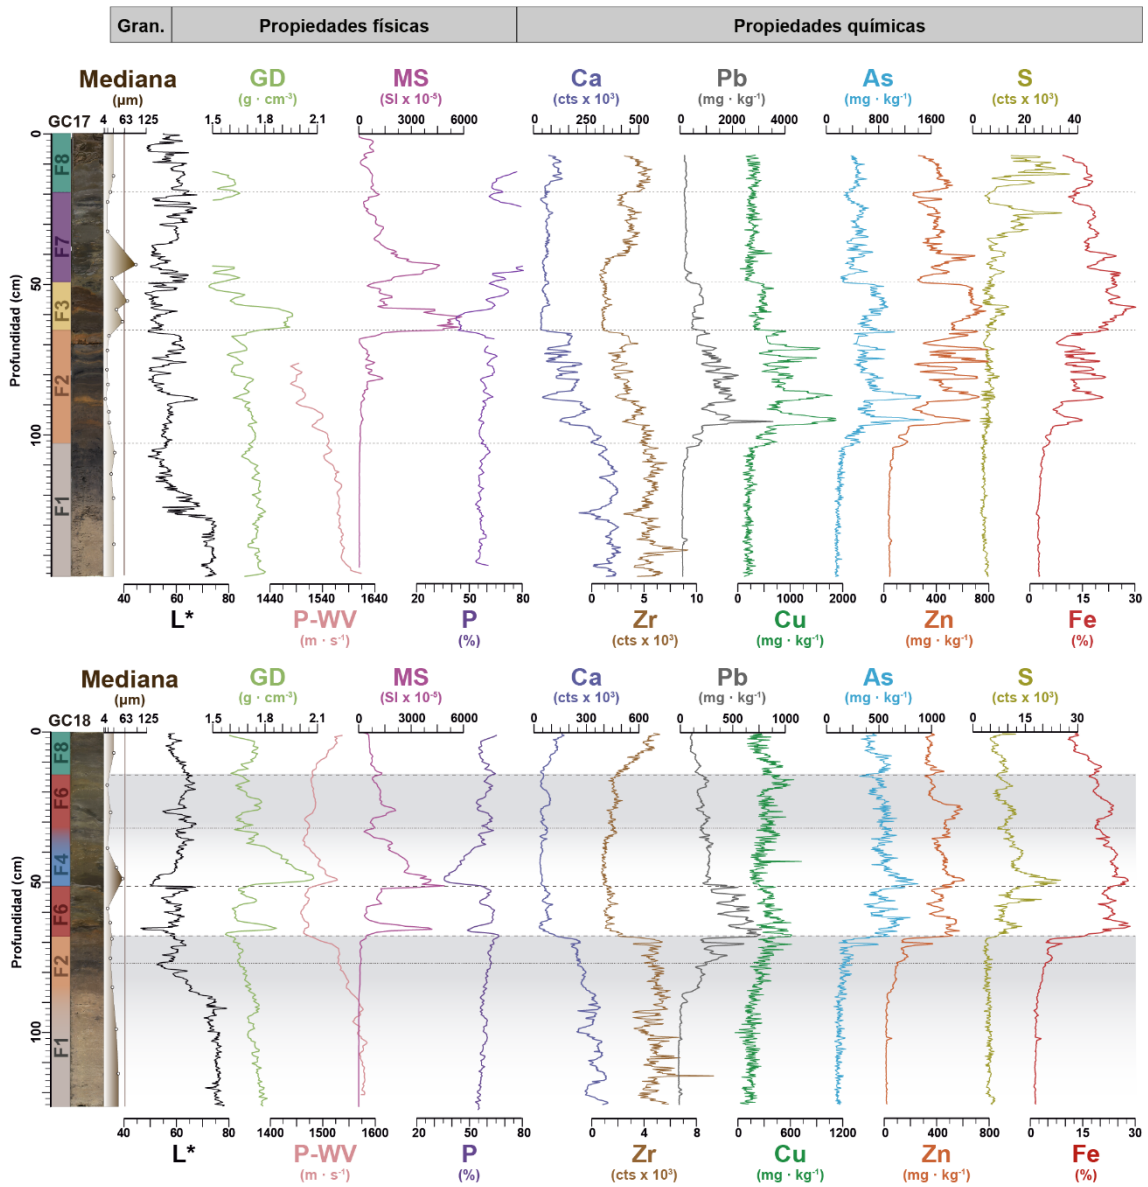 Gran. Propiedades físicas Propiedades químicas
Mediana GD MS Ca Pb As S
(µm) (g · cm⁻³) (SI x 10⁻⁵) (cts x 10³) (mg · kg⁻¹) (mg · kg⁻¹) (cts x 10³)
GC17 4 63 125 1.5 1.8 2.1 0 3000 6000 0 250 500 0 2000 4000 0 800 1600 0 20 40
0
F8
F7
50
F3
F2
100
F1
Profundidad (cm)
40 60 80 1440 1540 1640 20 50 80 0 5 10 0 1000 2000 0 400 800 0 15 30
L* P-WV P Zr Cu Zn Fe
(m · s⁻¹) (%) (cts x 10³) (mg · kg⁻¹) (mg · kg⁻¹) (%)
Mediana GD MS Ca Pb As S
(µm) (g · cm⁻³) (SI x 10⁻⁵) (cts x 10³) (mg · kg⁻¹) (mg · kg⁻¹) (cts x 10³)
GC18 4 63 125 1.5 1.8 2.1 0 3000 6000 0 300 600 0 500 1000 0 500 1000 0 15 30
0
F8
F6
F4
50
F6
F2
100
F1
Profundidad (cm)
40 60 80 1400 1500 1600 20 50 80 0 4 8 0 600 1200 0 400 800 0 15 30
L* P-WV P Zr Cu Zn Fe
(m · s⁻¹) (%) (cts x 10³) (mg · kg⁻¹) (mg · kg⁻¹) (%)